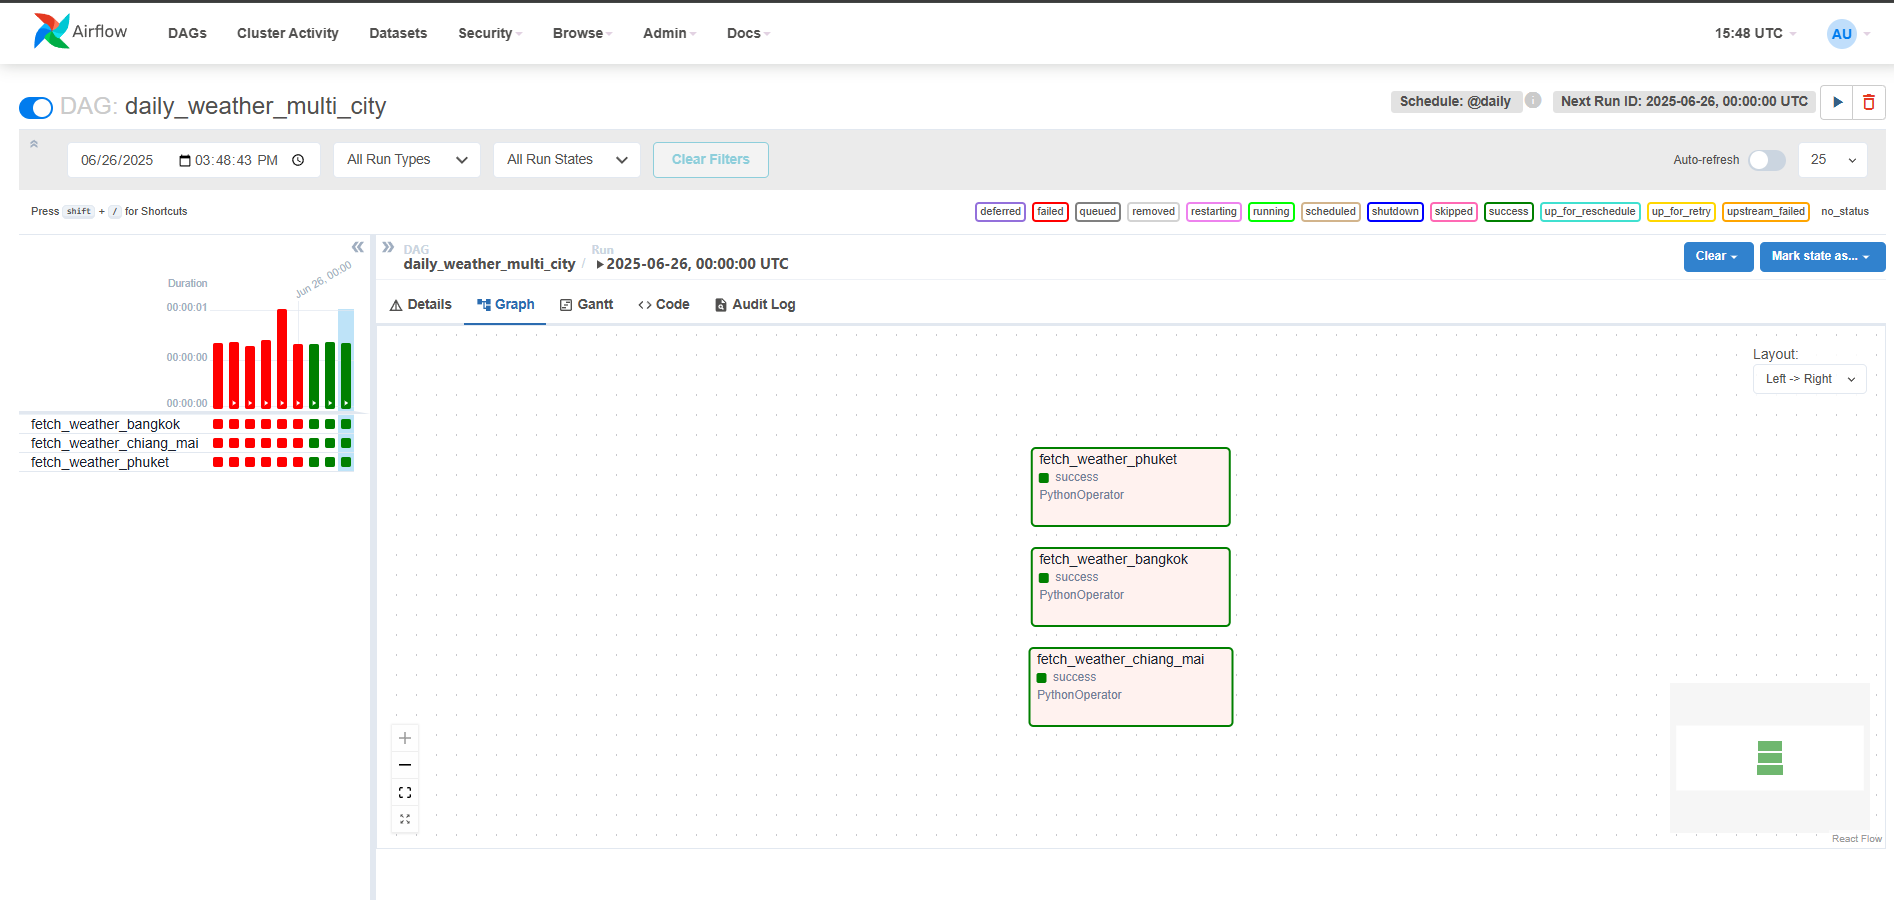 Airflow
DAGs
Cluster Activity
Datasets
Security
Browse
Admin
Docs
15:48 UTC
AU
DAG: daily_weather_multi_city
Schedule: @daily
i
Next Run ID: 2025-06-26, 00:00:00 UTC
06/26/2025 03:48:43 PM
All Run Types
All Run States
Clear Filters
Auto-refresh
25
Press shift + / for Shortcuts
deferred
failed
queued
removed
restarting
running
scheduled
shutdown
skipped
success
up_for_reschedule
up_for_retry
upstream_failed
no_status
Duration
Jun 26, 00:00
00:00:01
00:00:00
00:00:00
fetch_weather_bangkok
fetch_weather_chiang_mai
fetch_weather_phuket
DAG
daily_weather_multi_city
/
Run
2025-06-26, 00:00:00 UTC
Clear
Mark state as...
Details
Graph
Gantt
Code
Audit Log
Layout:
Left -> Right
fetch_weather_phuket
success
PythonOperator
fetch_weather_bangkok
success
PythonOperator
fetch_weather_chiang_mai
success
PythonOperator
React Flow